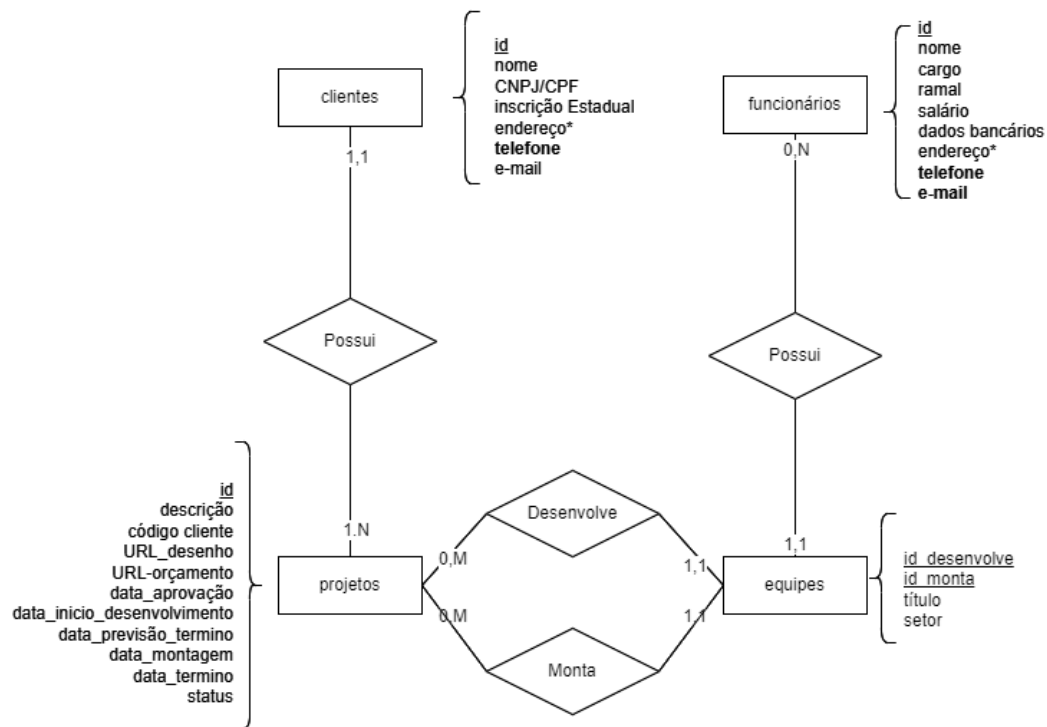 clientes
id
nome
CNPJ/CPF
inscrição Estadual
endereço*
telefone
e-mail
funcionários
id
nome
cargo
ramal
salário
dados bancários
endereço*
telefone
e-mail
1,1
0,N
Possui
Possui
1.N
1,1
id
descrição
código cliente
URL_desenho
URL-orçamento
data_aprovação
data_inicio_desenvolvimento
data_previsão_termino
data_montagem
data_termino
status
projetos
Desenvolve
0,M
1,1
0,M
1,1
Monta
equipes
id_desenvolve
id_monta
título
setor